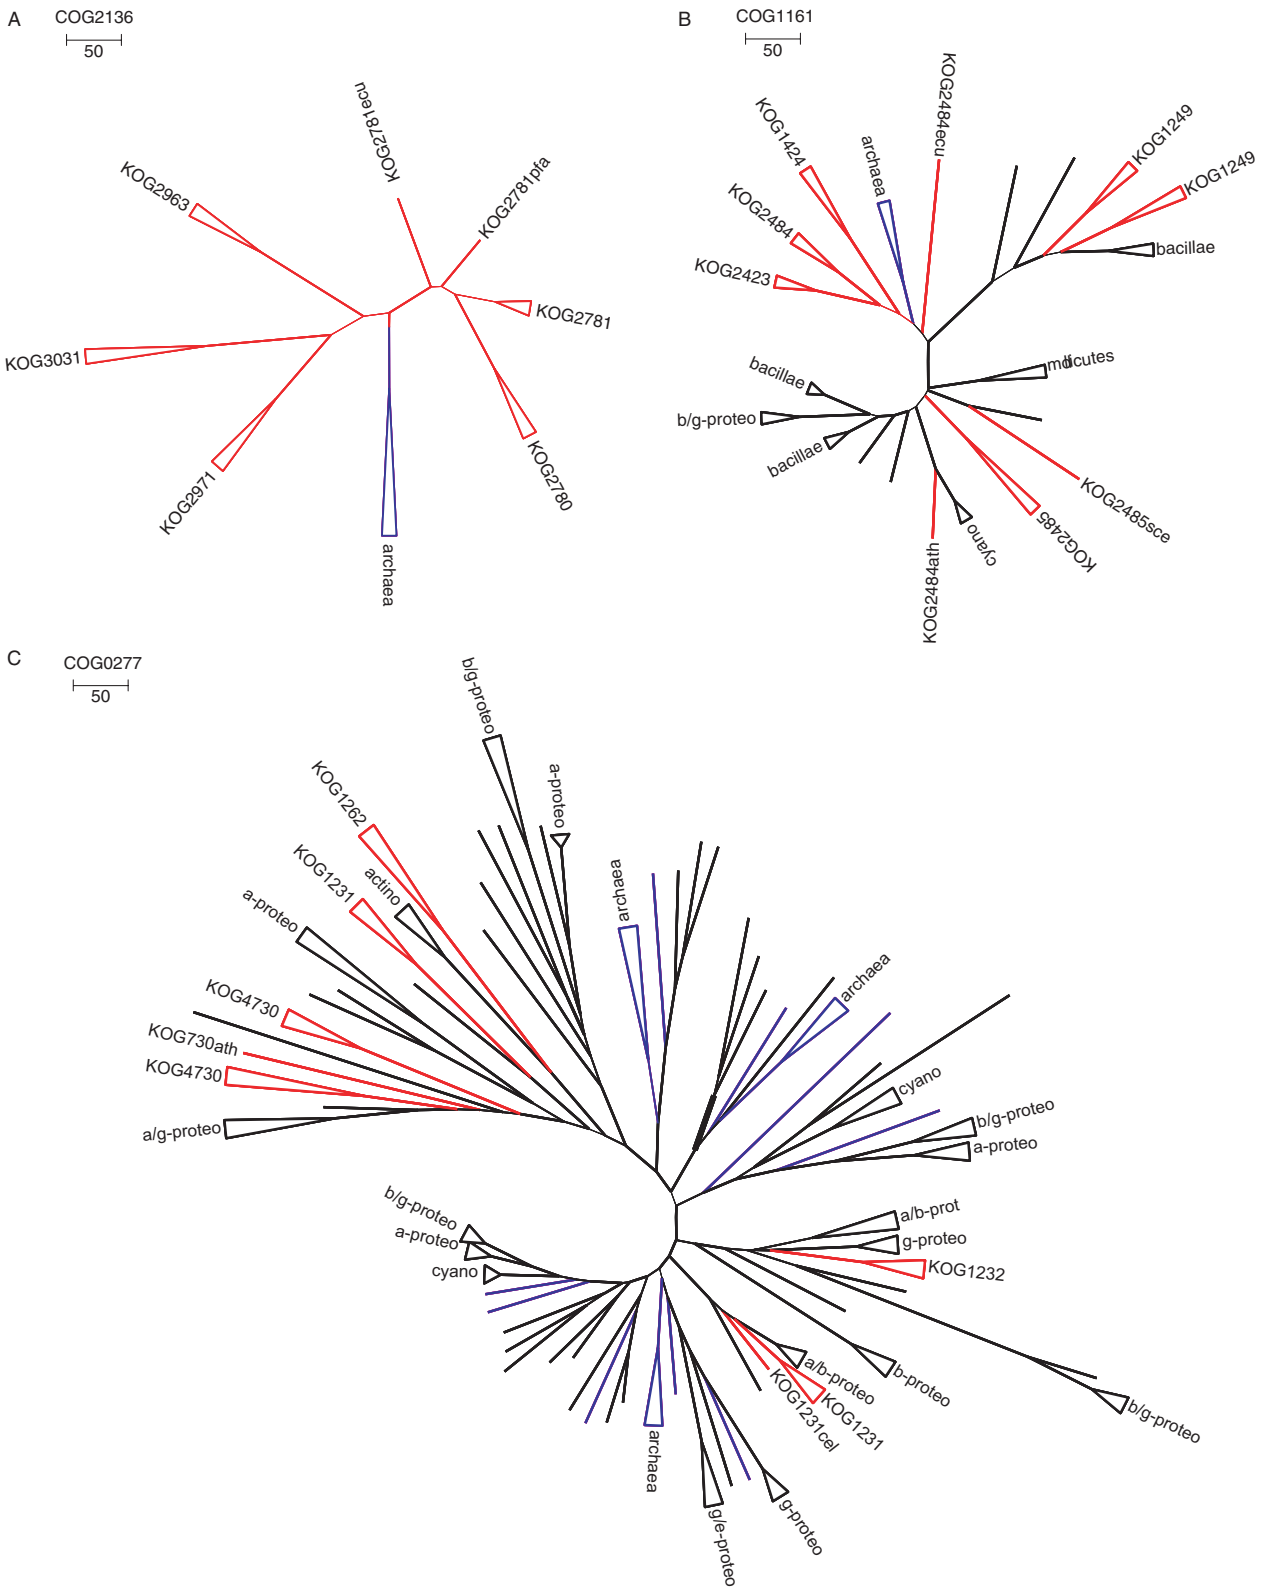 A
COG2136
50
KOG2781ecu
KOG2781pfa
KOG2963
KOG2781
KOG3031
KOG2971
KOG2780
archaea
B
COG1161
50
KOG2484ecu
KOG1424
archaea
KOG1249
KOG1249
KOG2484
bacillae
KOG2423
bacillae
b/g-proteo
bacillae
KOG2485sce
KOG2485
cyano
KOG2484ath
C
COG0277
50
b/g-proteo
a-proteo
KOG1262
KOG1231
actino
a-proteo
archaea
archaea
KOG4730
KOG730ath
KOG4730
a/g-proteo
cyano
b/g-proteo
a-proteo
b/g-proteo
a-proteo
cyano
a/b-prot
g-proteo
KOG1232
a/b-proteo
b-proteo
b/g-proteo
KOG1231
KOG1231cel
archaea
g-proteo
g/e-proteo